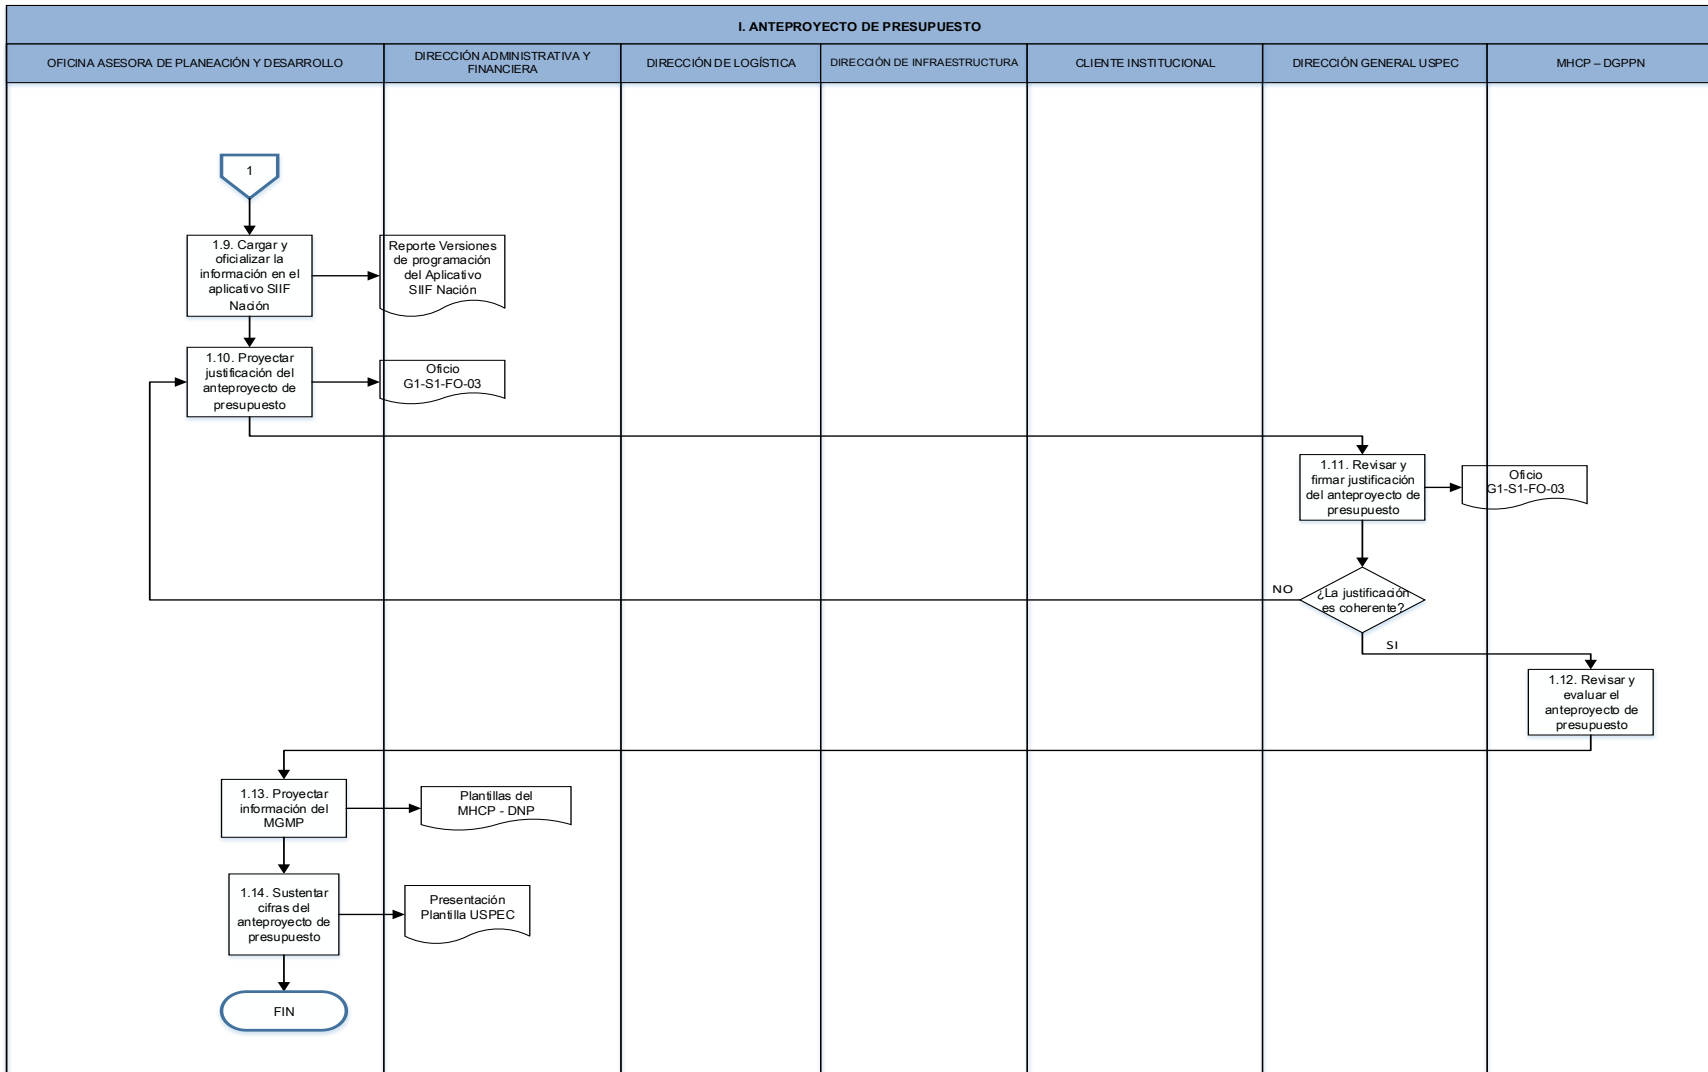 I. ANTEPROYECTO DE PRESUPUESTO
OFICINA ASESORA DE PLANEACIÓN Y DESARROLLO
DIRECCIÓN ADMINISTRATIVA Y
FINANCIERA
DIRECCIÓN DE LOGÍSTICA
DIRECCIÓN DE INFRAESTRUCTURA
CLIENTE INSTITUCIONAL
DIRECCIÓN GENERAL USPEC
MHCP – DGPPN
1
1.9. Cargar y
oficializar la
información en el
aplicativo SIIF
Nación
Reporte Versiones
de programación
del Aplicativo
SIIF Nación
1.10. Proyectar
justificación del
anteproyecto de
presupuesto
Oficio
G1-S1-FO-03
1.11. Revisar y
firmar justificación
del anteproyecto de
presupuesto
Oficio
G1-S1-FO-03
NO
¿La justificación
es coherente?
SI
1.12. Revisar y
evaluar el
anteproyecto de
presupuesto
1.13. Proyectar
información del
MGMP
Plantillas del
MHCP - DNP
1.14. Sustentar
cifras del
anteproyecto de
presupuesto
Presentación
Plantilla USPEC
FIN